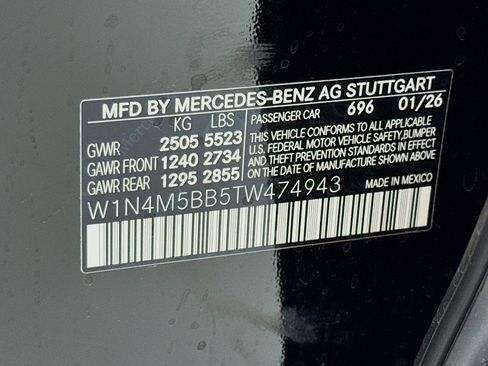 MFD BY MERCEDES-BENZ AG STUTTGART
KG LBS PASSENGER CAR 696 01/26
GVWR 2505 5523
GAWR FRONT 1240 2734
GAWR REAR 1295 2855
THIS VEHICLE CONFORMS TO ALL APPLICABLE
U.S. FEDERAL MOTOR VEHICLE SAFETY,BUMPER
AND THEFT PREVENTION STANDARDS IN EFFECT
ON THE DATE OF MANUFACTURE SHOWN ABOVE.
W1N4M5BB5TW474943 MADE IN MEXICO